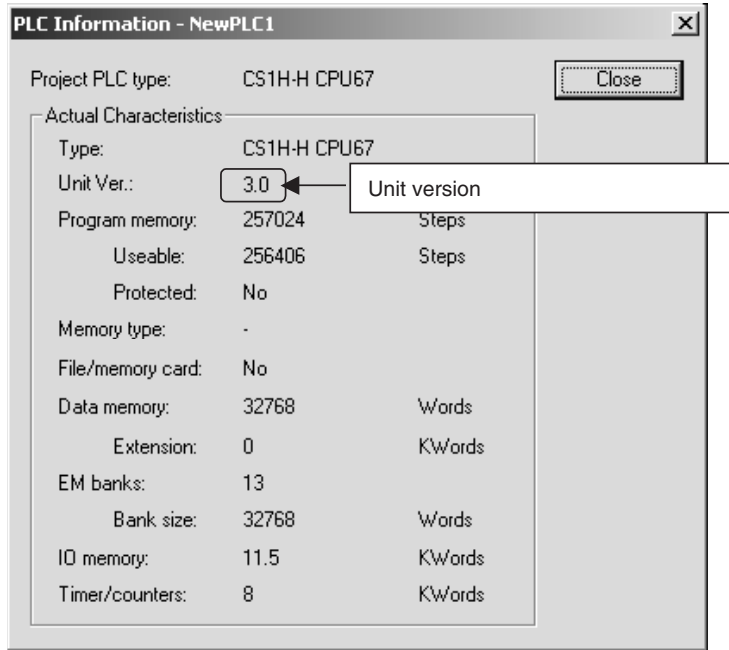 PLC Information - NewPLC1
Project PLC type: CS1H-H CPU67 Close
Actual Characteristics
Type: CS1H-H CPU67
Unit Ver.: 3.0 Unit version
Program memory: 257024 Steps
Useable: 256406 Steps
Protected: No
Memory type: -
File/memory card: No
Data memory: 32768 Words
Extension: 0 KWords
EM banks: 13
Bank size: 32768 Words
IO memory: 11.5 KWords
Timer/counters: 8 KWords